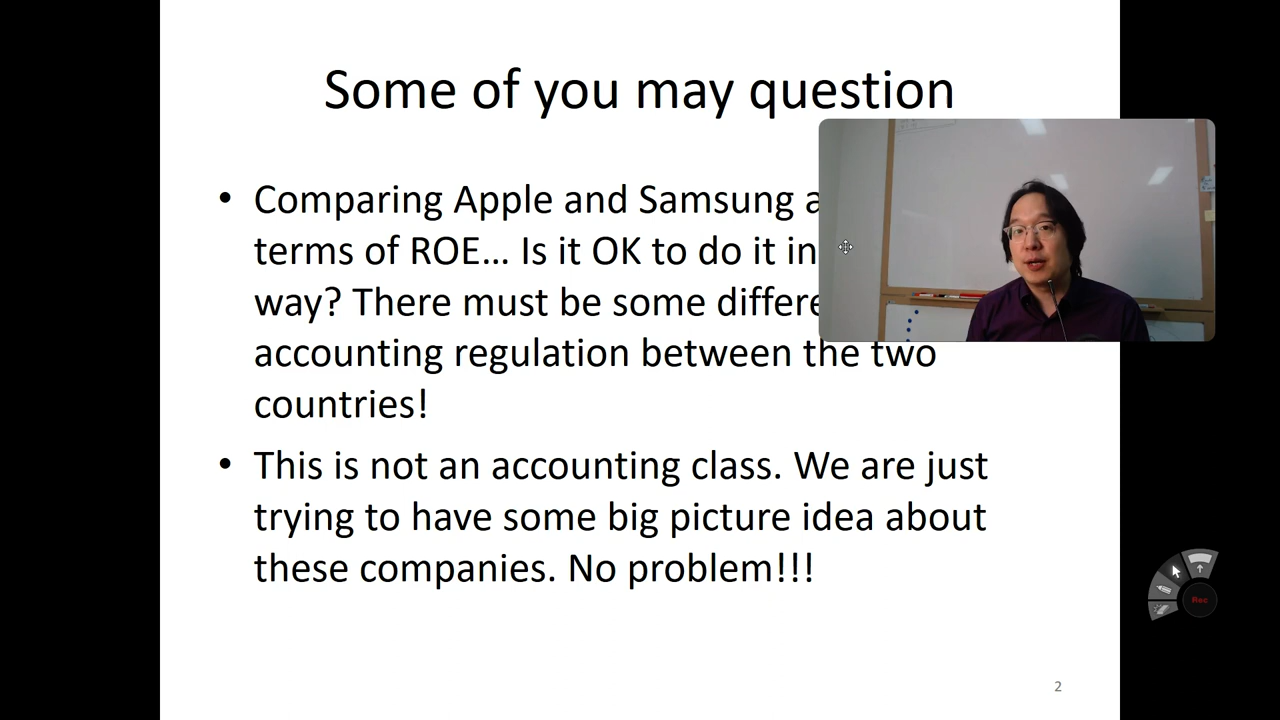 Some of you may question
• Comparing Apple and Samsung
terms of ROE... Is it OK to do it in
way? There must be some
accounting regulation between the two
countries!
• This is not an accounting class. We are just
trying to have some big picture idea about
these companies. No problem!!!
Rec
2